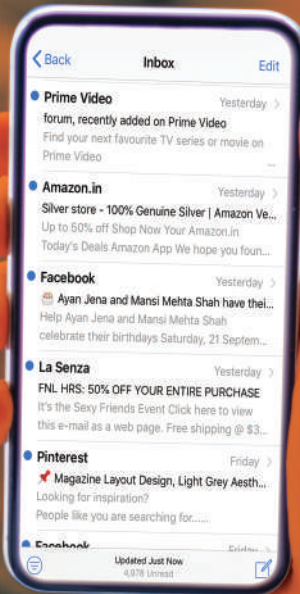 Back
Inbox
Edit
Prime Video
Yesterday
forum, recently added on Prime Video
Find your next favourite TV series or movie on
Prime Video
...
Amazon.in
Yesterday
Silver store - 100% Genuine Silver | Amazon Ve...
Up to 50% off Shop Now Your Amazon.in
Today's Deals Amazon App We hope you foun...
Facebook
Yesterday
Ayan Jena and Mansi Mehta Shah have thei...
Help Ayan Jena and Mansi Mehta Shah
celebrate their birthdays Saturday, 21 Septem...
La Senza
Yesterday
FNL HRS: 50% OFF YOUR ENTIRE PURCHASE
It's the Sexy Friends Event Click here to view
this e-mail as a web page. Free shipping @ $3...
Pinterest
Friday
Magazine Layout Design, Light Grey Aesth...
Looking for inspiration?
People like you are searching for......
Facebook
Friday
Updated Just Now
4,978 Unread